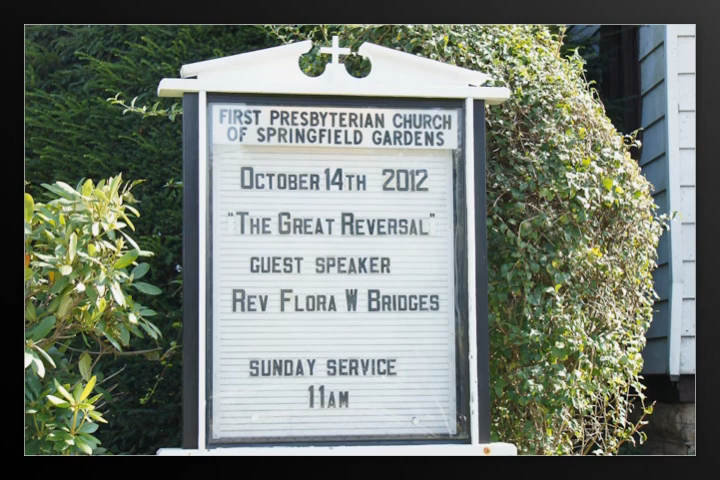 FIRST PRESBYTERIAN CHURCH
OF SPRINGFIELD GARDENS
OCTOBER 14TH 2012
"THE GREAT REVERSAL"
GUEST SPEAKER
REV FLORA W BRIDGES
SUNDAY SERVICE
11AM